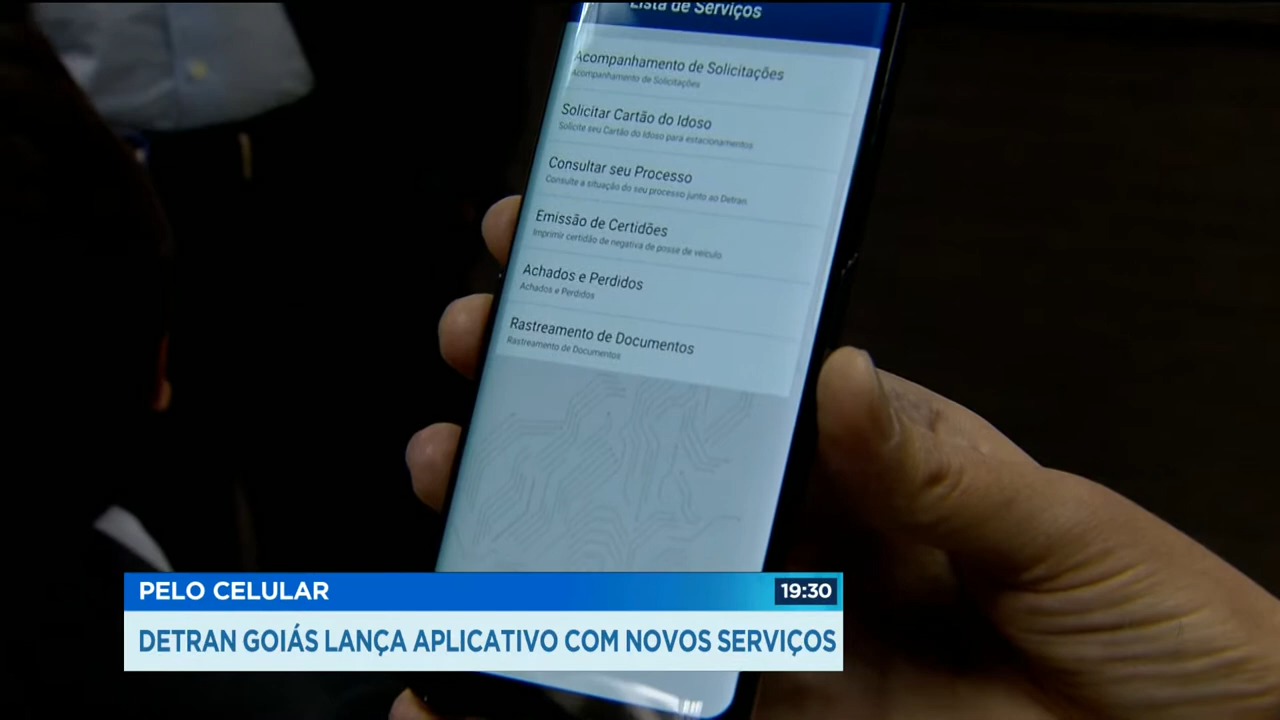 Lista de Serviços
Acompanhamento de Solicitações
Acompanhamento de Solicitações
Solicitar Cartão do Idoso
Solicite seu Cartão do Idoso para estacionamentos
Consultar seu Processo
Consulte a situação do seu processo junto ao Detran.
Emissão de Certidões
Imprimir certidão de negativa de posse de veículo
Achados e Perdidos
Achados e Perdidos
Rastreamento de Documentos
Rastreamento de Documentos
PELO CELULAR
19:30
DETRAN GOIÁS LANÇA APLICATIVO COM NOVOS SERVIÇOS